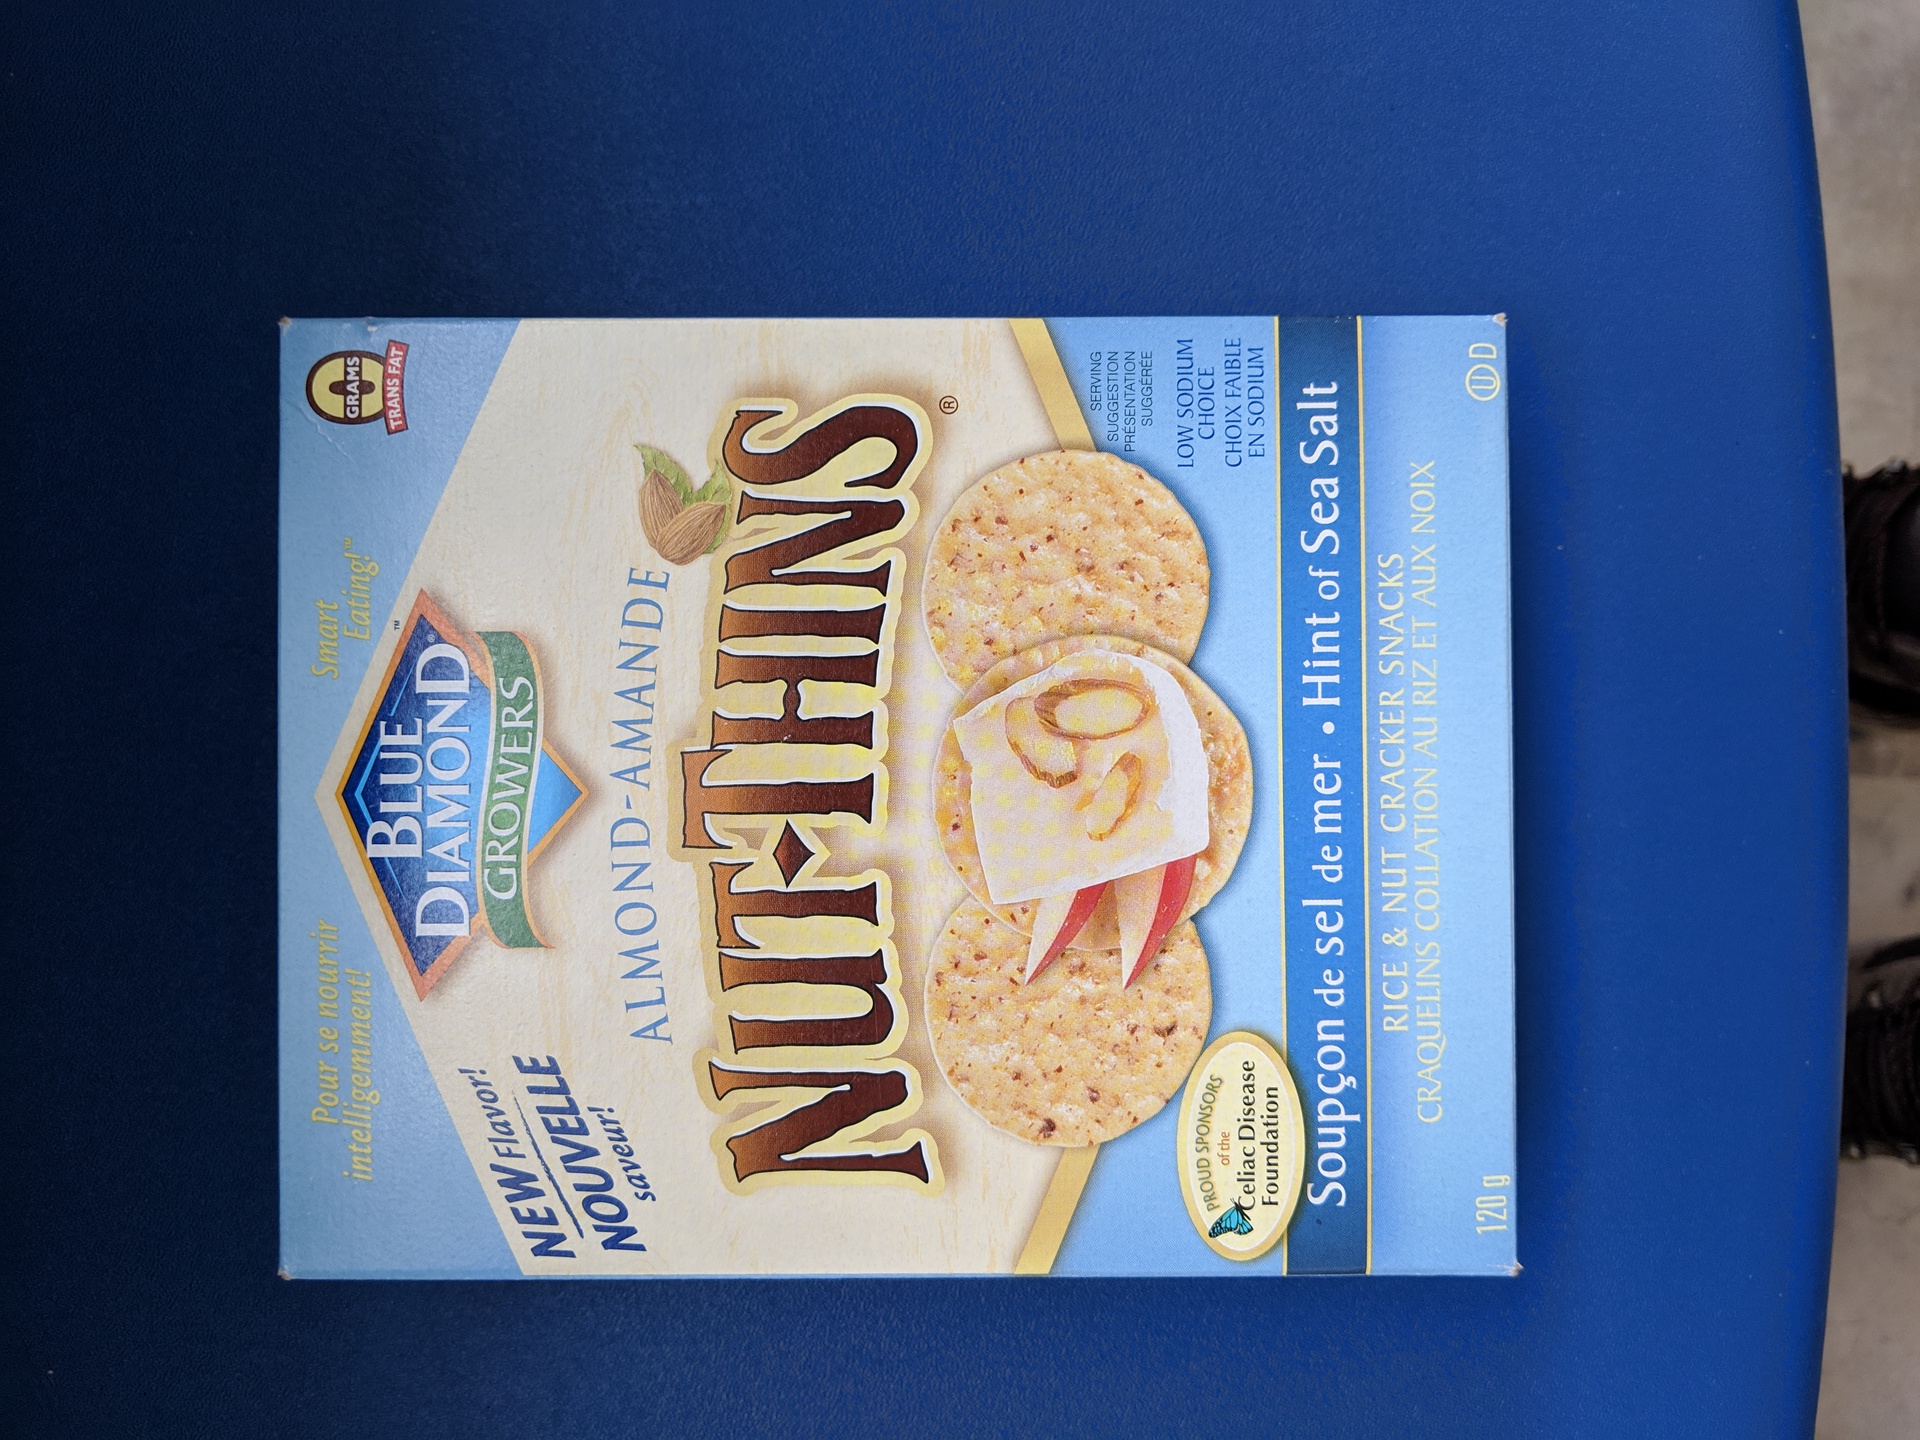 Pour se nourrir
intelligemment!
Smart
Eating!™
0
GRAMS
TRANS FAT
BLUE
DIAMOND®
™
GROWERS
NEW Flavor!
NOUVELLE
saveur!
ALMOND-AMANDE
NUT-THINS
®
SERVING
SUGGESTION
PRÉSENTATION
SUGGÉRÉE
LOW SODIUM
CHOICE
CHOIX FAIBLE
EN SODIUM
PROUD SPONSORS
of the
Celiac Disease
Foundation
Soupçon de sel de mer • Hint of Sea Salt
RICE & NUT CRACKER SNACKS
CRAQUELINS COLLATION AU RIZ ET AUX NOIX
120 g
U D